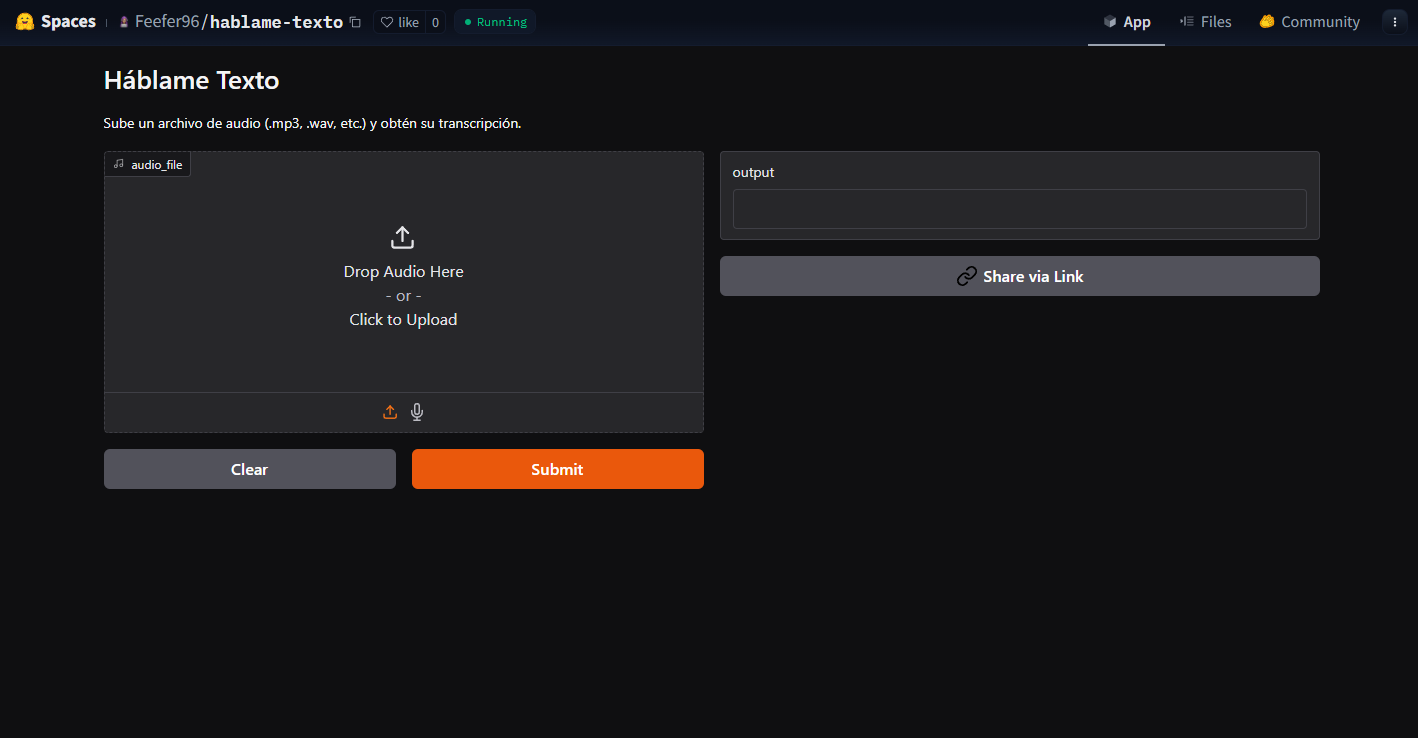 Spaces
Feefer96/hablame-texto
like 0
Running
App
Files
Community
Háblame Texto
Sube un archivo de audio (.mp3, .wav, etc.) y obtén su transcripción.
audio_file
Drop Audio Here
- or -
Click to Upload
Clear
Submit
output
Share via Link